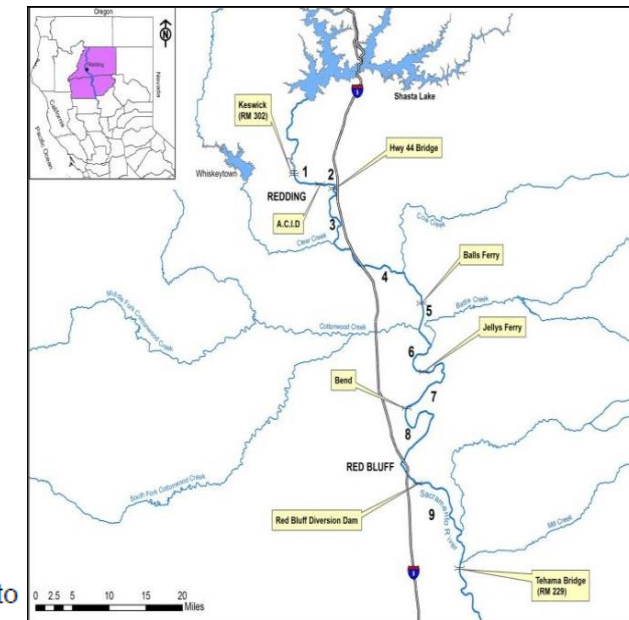 Oregon
N
Redding
Nevada
California
Pacific Ocean
5
Shasta Lake
Keswick
(RM 302)
Hwy 44 Bridge
Whiskeytown
1
2
REDDING
A.C.I.D
3
Clear Creek
Cow Creek
4
Balls Ferry
5
Battle Creek
Middle Fork Cottonwood Creek
Cottonwood Creek
Jellys Ferry
6
Bend
7
8
RED BLUFF
South Fork Cottonwood Creek
Sacramento River
Red Bluff Diversion Dam
9
Mill Creek
Tehama Bridge
(RM 229)
5
to
0 2.5 5 10 15 20
Miles